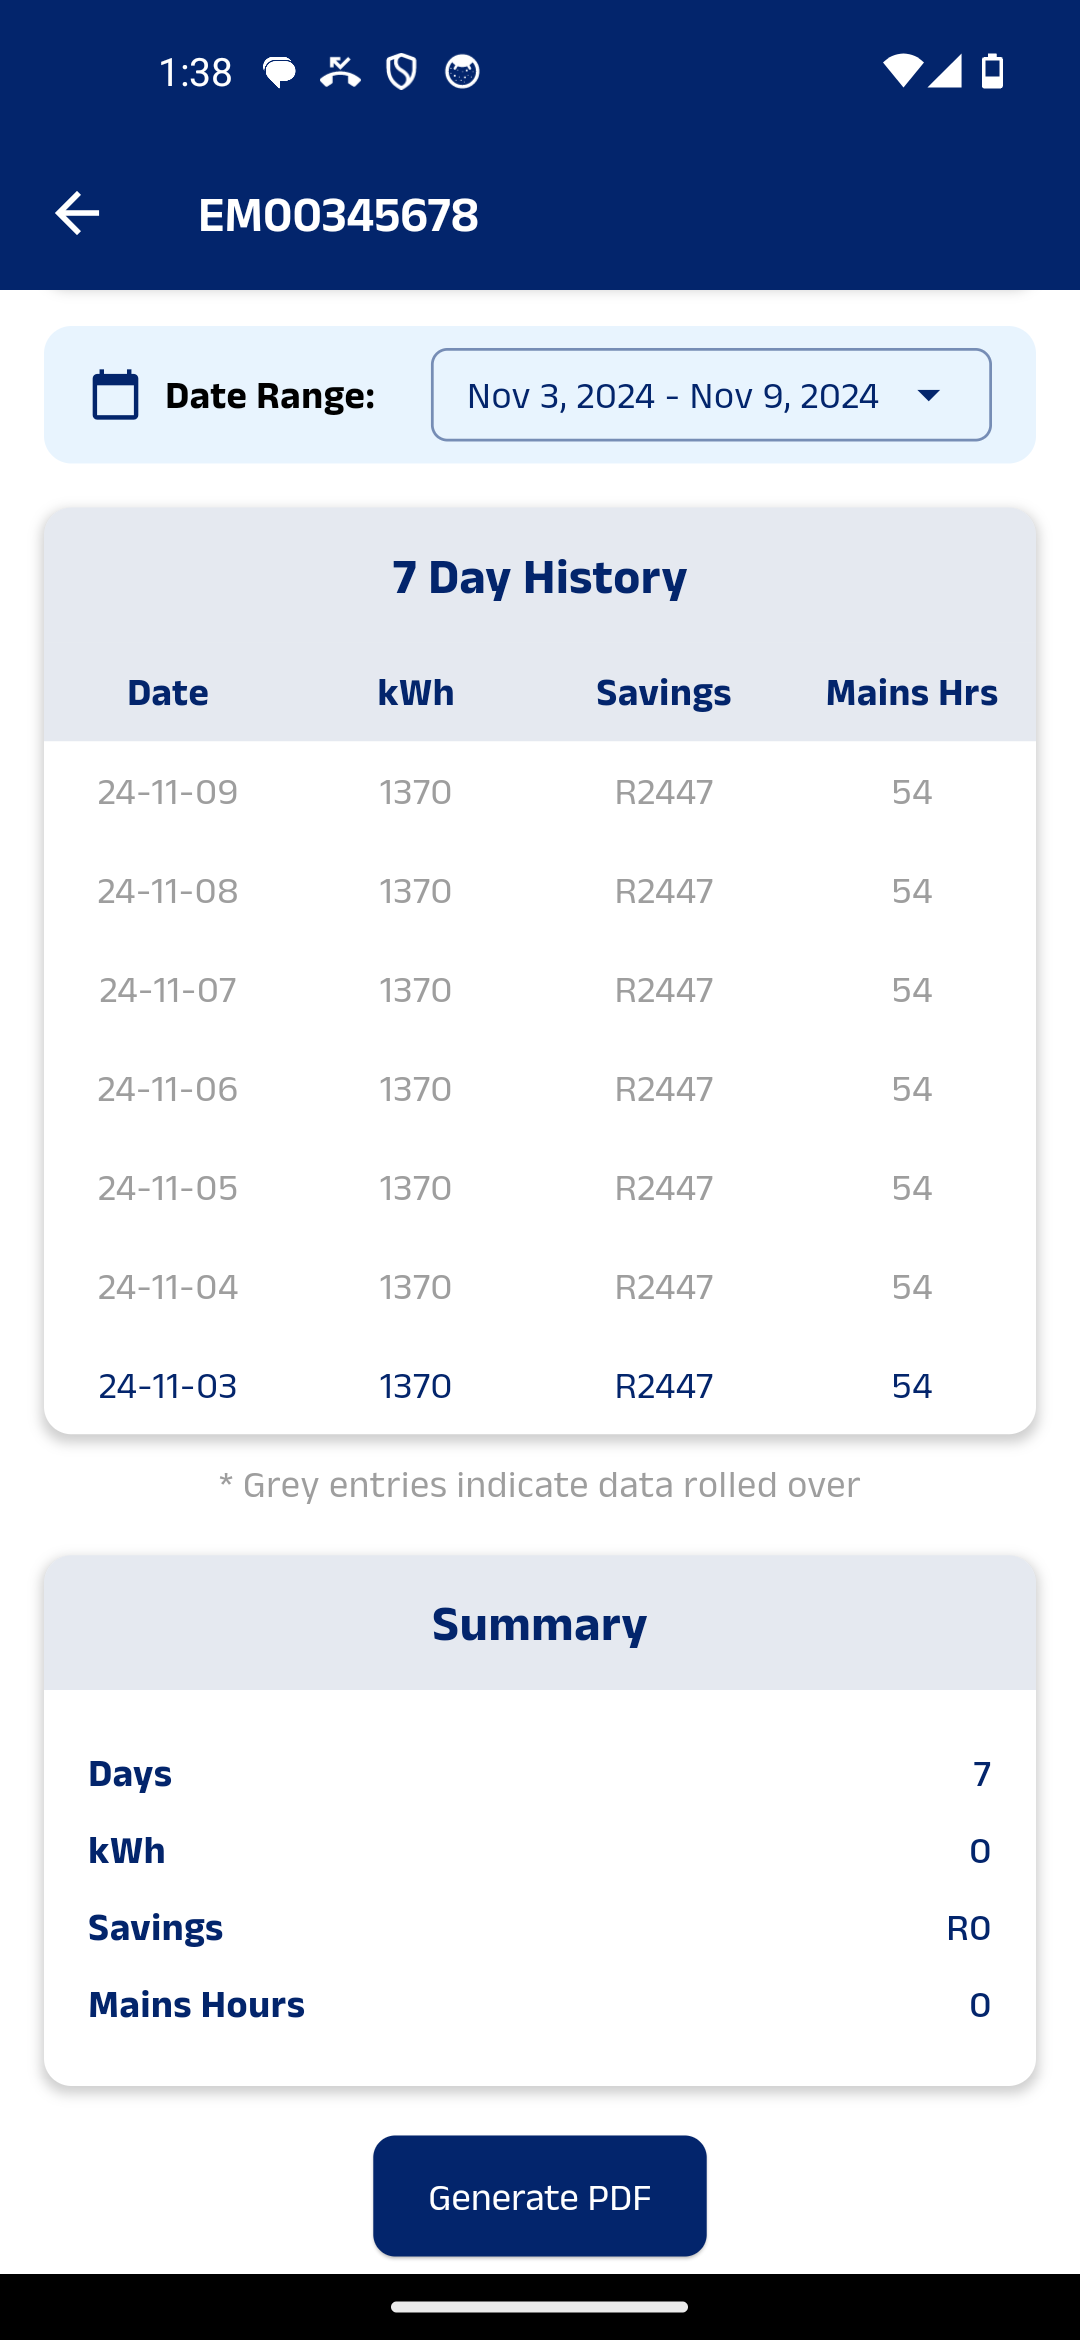 1:38
EM00345678
Date Range: Nov 3, 2024 - Nov 9, 2024
7 Day History
Date kWh Savings Mains Hrs
24-11-09 1370 R2447 54
24-11-08 1370 R2447 54
24-11-07 1370 R2447 54
24-11-06 1370 R2447 54
24-11-05 1370 R2447 54
24-11-04 1370 R2447 54
24-11-03 1370 R2447 54
* Grey entries indicate data rolled over
Summary
Days 7
kWh 0
Savings R0
Mains Hours 0
Generate PDF